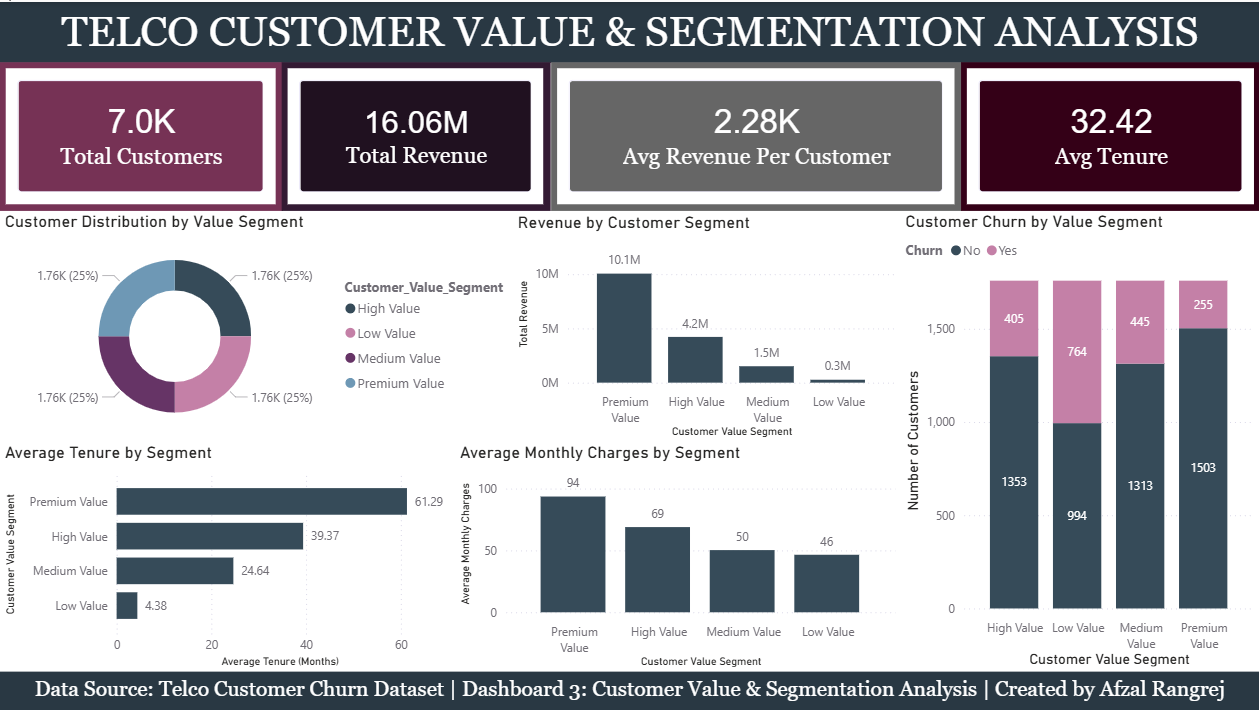 TELCO CUSTOMER VALUE & SEGMENTATION ANALYSIS
7.0K
Total Customers
16.06M
Total Revenue
2.28K
Avg Revenue Per Customer
32.42
Avg Tenure
Customer Distribution by Value Segment
1.76K (25%)
1.76K (25%)
1.76K (25%)
1.76K (25%)
Customer_Value_Segment
High Value
Low Value
Medium Value
Premium Value
Revenue by Customer Segment
Total Revenue
10M
5M
0M
10.1M
4.2M
1.5M
0.3M
Premium
Value
High Value
Medium
Value
Low Value
Customer Value Segment
Customer Churn by Value Segment
Churn No Yes
Number of Customers
1,500
1,000
500
0
405
1353
764
994
445
1313
255
1503
High Value
Low Value
Medium
Value
Premium
Value
Customer Value Segment
Average Tenure by Segment
Customer Value Segment
Premium Value
61.29
High Value
39.37
Medium Value
24.64
Low Value
4.38
0
20
40
60
Average Tenure (Months)
Average Monthly Charges by Segment
Average Monthly Charges
100
50
0
94
69
50
46
Premium
Value
High Value
Medium Value
Low Value
Customer Value Segment
Data Source: Telco Customer Churn Dataset | Dashboard 3: Customer Value & Segmentation Analysis | Created by Afzal Rangrej